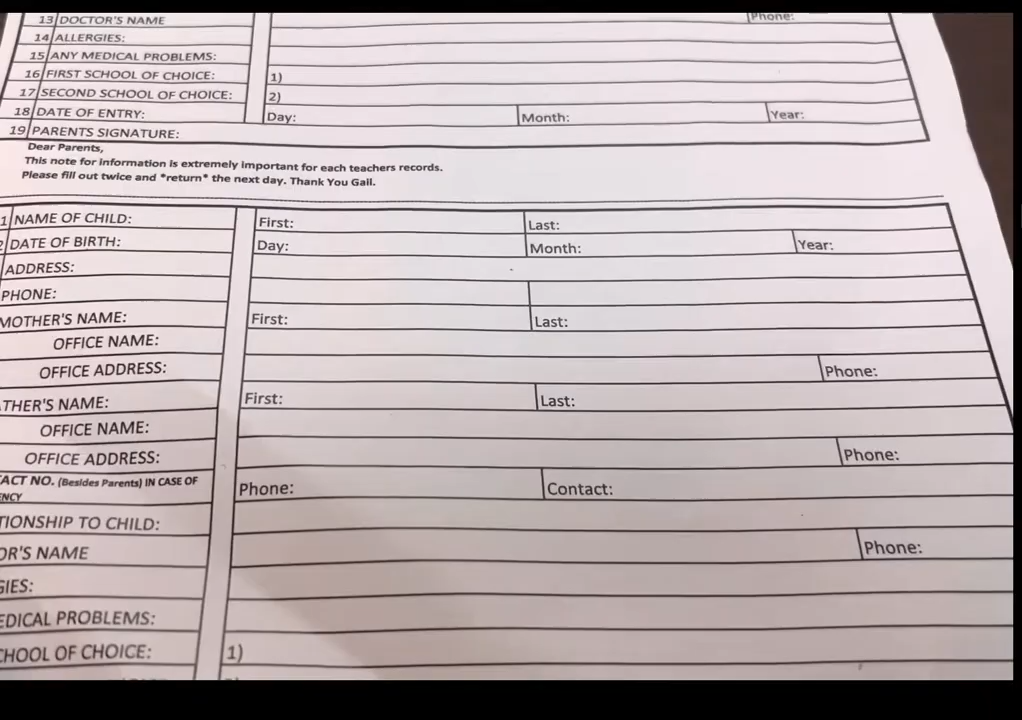 13 DOCTOR'S NAME Phone:
14 ALLERGIES:
15 ANY MEDICAL PROBLEMS:
16 FIRST SCHOOL OF CHOICE: 1)
17 SECOND SCHOOL OF CHOICE: 2)
18 DATE OF ENTRY: Day: Month: Year:
19 PARENTS SIGNATURE:
Dear Parents,
This note for information is extremely important for each teachers records.
Please fill out twice and *return* the next day. Thank You Gail.
1 NAME OF CHILD: First: Last:
2 DATE OF BIRTH: Day: Month: Year:
ADDRESS:
PHONE:
MOTHER'S NAME: First: Last:
OFFICE NAME:
OFFICE ADDRESS: Phone:
THER'S NAME: First: Last:
OFFICE NAME:
OFFICE ADDRESS: Phone:
ACT NO. (Besides Parents) IN CASE OF
ENCY Phone: Contact:
TIONSHIP TO CHILD:
OR'S NAME Phone:
GIES:
EDICAL PROBLEMS:
CHOOL OF CHOICE: 1)